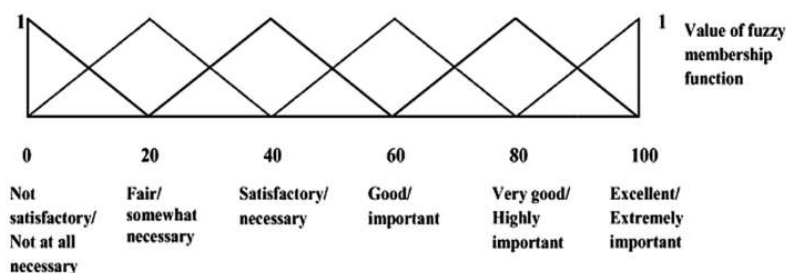 1
1
Value of fuzzy
membership
function
0
20
40
60
80
100
Not
satisfactory/
Not at all
necessary
Fair/
somewhat
necessary
Satisfactory/
necessary
Good/
important
Very good/
Highly
important
Excellent/
Extremely
important